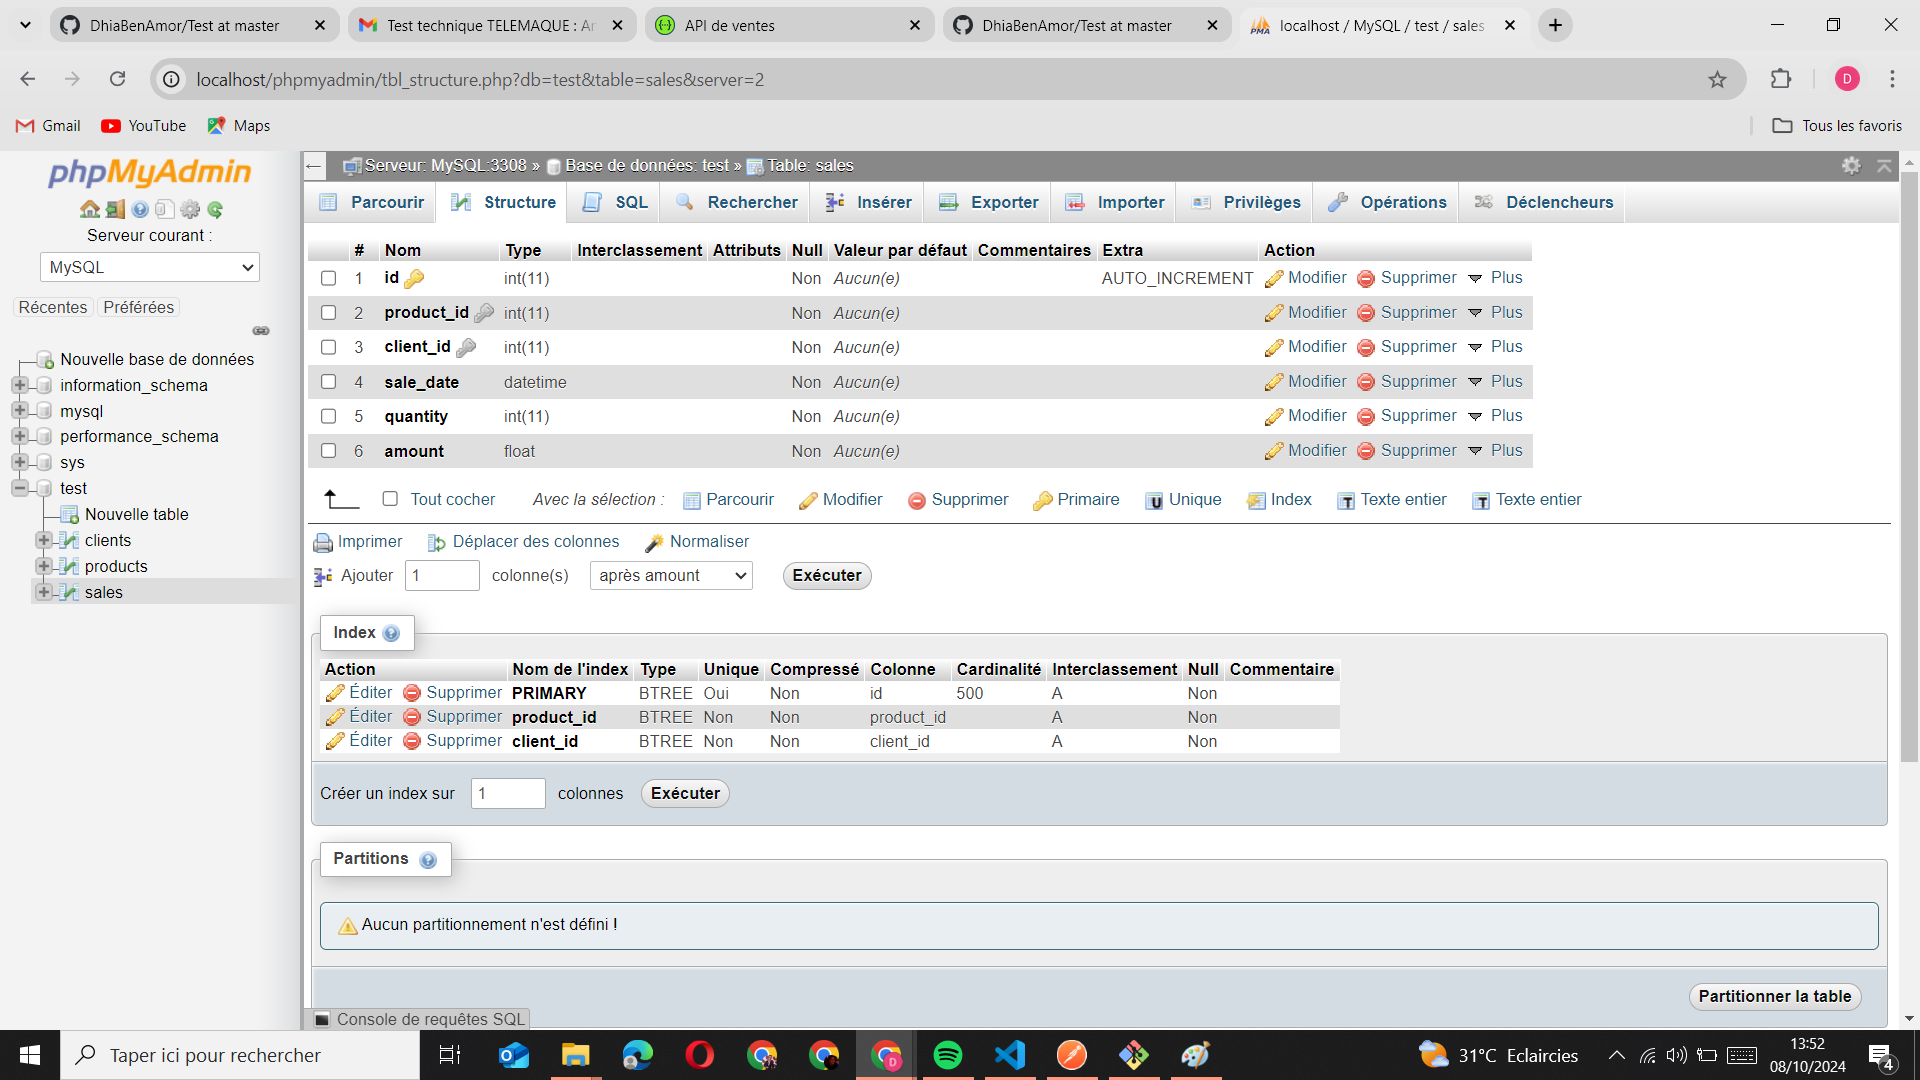 DhiaBenAmor/Test at master
Test technique TELEMAQUE : Ar
API de ventes
DhiaBenAmor/Test at master
localhost / MySQL / test / sales
localhost/phpmyadmin/tbl_structure.php?db=test&table=sales&server=2
D
Gmail YouTube Maps Tous les favoris
phpMyAdmin
Serveur courant :
MySQL
Récentes Préférées
Nouvelle base de données
information_schema
mysql
performance_schema
sys
test
Nouvelle table
clients
products
sales
Serveur: MySQL:3308 » Base de données: test » Table: sales
Parcourir Structure SQL Rechercher Insérer Exporter Importer Privilèges Opérations Déclencheurs
# Nom Type Interclassement Attributs Null Valeur par défaut Commentaires Extra Action
1 id int(11) Non Aucun(e) AUTO_INCREMENT Modifier Supprimer Plus
2 product_id int(11) Non Aucun(e) Modifier Supprimer Plus
3 client_id int(11) Non Aucun(e) Modifier Supprimer Plus
4 sale_date datetime Non Aucun(e) Modifier Supprimer Plus
5 quantity int(11) Non Aucun(e) Modifier Supprimer Plus
6 amount float Non Aucun(e) Modifier Supprimer Plus
Tout cocher Avec la sélection : Parcourir Modifier Supprimer Primaire Unique Index Texte entier Texte entier
Imprimer Déplacer des colonnes Normaliser
Ajouter 1 colonne(s) après amount Exécuter
Index
Action Nom de l'index Type Unique Compressé Colonne Cardinalité Interclassement Null Commentaire
Éditer Supprimer PRIMARY BTREE Oui Non id 500 A Non
Éditer Supprimer product_id BTREE Non Non product_id A Non
Éditer Supprimer client_id BTREE Non Non client_id A Non
Créer un index sur 1 colonnes Exécuter
Partitions
Aucun partitionnement n'est défini !
Partitionner la table
Console de requêtes SQL
Taper ici pour rechercher
31°C Eclaircies
13:52
08/10/2024
4